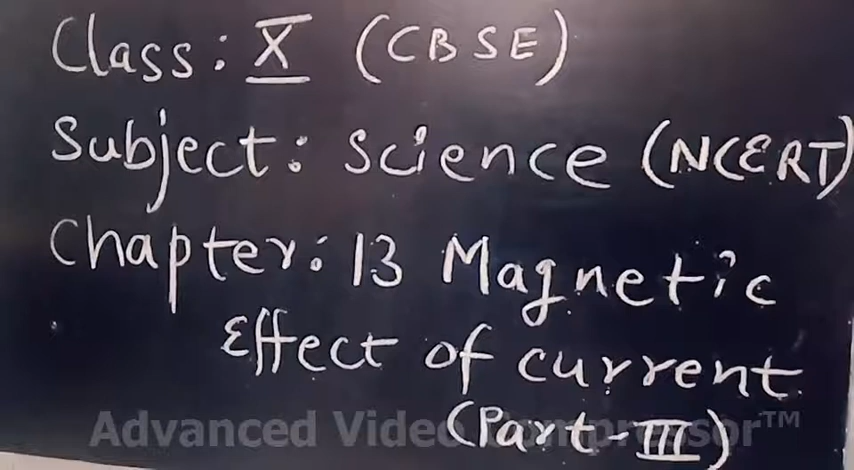 Class: X (CBSE)
Subject: Science (NCERT)
Chapter: 13 Magnetic
Effect of current
(Part-III)
Advanced Video Compressor™